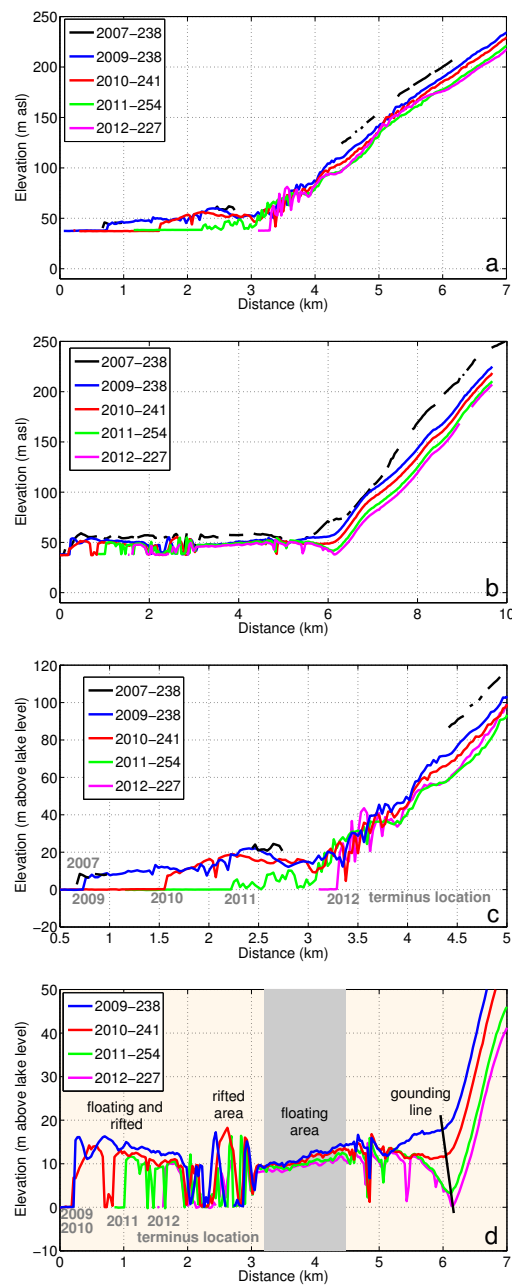 250
200
150
100
50
0
Elevation (m asl)
2007−238
2009−238
2010−241
2011−254
2012−227
a
0 1 2 3 4 5 6 7
Distance (km)
250
200
150
100
50
0
Elevation (m asl)
2007−238
2009−238
2010−241
2011−254
2012−227
b
0 2 4 6 8 10
Distance (km)
120
100
80
60
40
20
0
−20
Elevation (m above lake level)
2007−238
2009−238
2010−241
2011−254
2012−227
2007
2009
2010
2011
2012
terminus location
c
0.5 1 1.5 2 2.5 3 3.5 4 4.5 5
Distance (km)
50
40
30
20
10
0
−10
Elevation (m above lake level)
2009−238
2010−241
2011−254
2012−227
floating and
rifted
rifted
area
floating
area
gounding
line
2009
2010
2011
2012
terminus location
d
0 1 2 3 4 5 6 7
Distance (km)